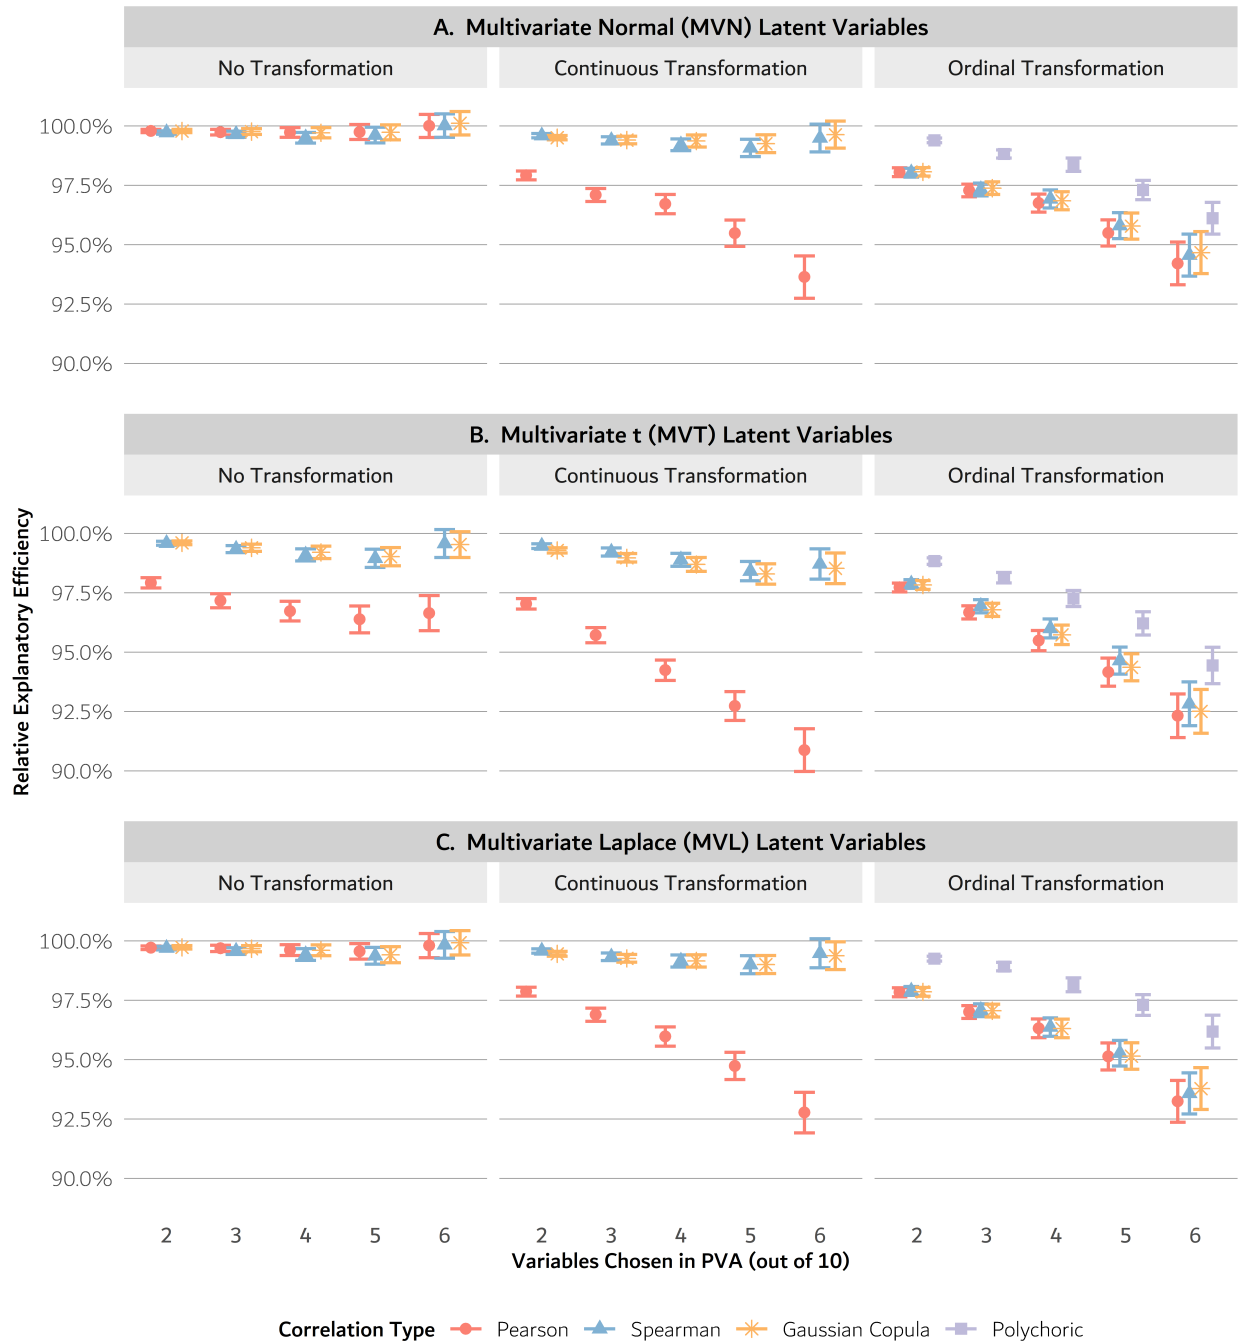 A. Multivariate Normal (MVN) Latent Variables
No Transformation Continuous Transformation Ordinal Transformation
100.0%
97.5%
95.0%
92.5%
90.0%
B. Multivariate t (MVT) Latent Variables
No Transformation Continuous Transformation Ordinal Transformation
Relative Explanatory Efficiency
100.0%
97.5%
95.0%
92.5%
90.0%
C. Multivariate Laplace (MVL) Latent Variables
No Transformation Continuous Transformation Ordinal Transformation
100.0%
97.5%
95.0%
92.5%
90.0%
2 3 4 5 6 2 3 4 5 6 2 3 4 5 6
Variables Chosen in PVA (out of 10)
Correlation Type Pearson Spearman Gaussian Copula Polychoric